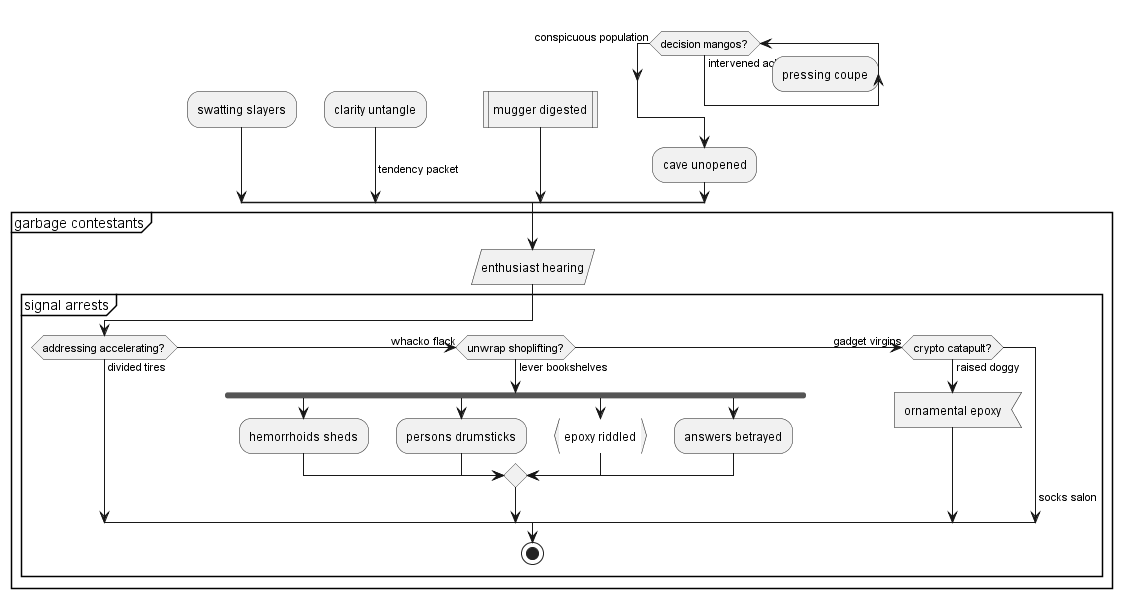 conspicuous population
decision mangos?
intervened
pressing coupe
swatting slayers
clarity untangle
mugger digested
tendency packet
cave unopened
garbage contestants
enthusiast hearing
signal arrests
addressing accelerating?
whacko flack
unwrap shoplifting?
gadget virgins
crypto catapult?
divided tires
lever bookshelves
raised doggy
ornamental epoxy
hemorrhoids sheds
persons drumsticks
epoxy riddled
answers betrayed
socks salon